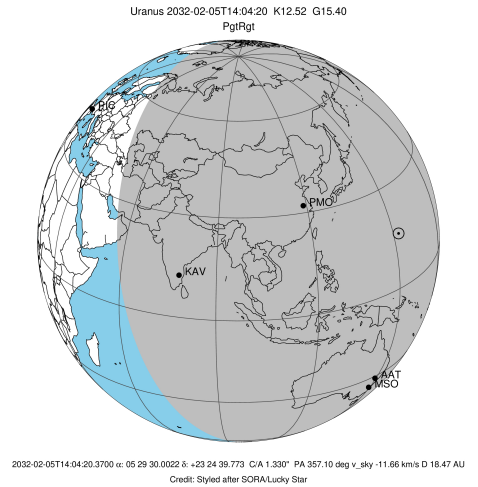 Uranus 2032-02-05T14:04:20 K12.52 G15.40
PgtRgt
PIC
PMO
KAV
AAT
MSO
2032-02-05T14:04:20.3700 α: 05 29 30.0022 δ: +23 24 39.773 C/A 1.330" PA 357.10 deg v_sky -11.66 km/s D 18.47 AU
Credit: Styled after SORA/Lucky Star